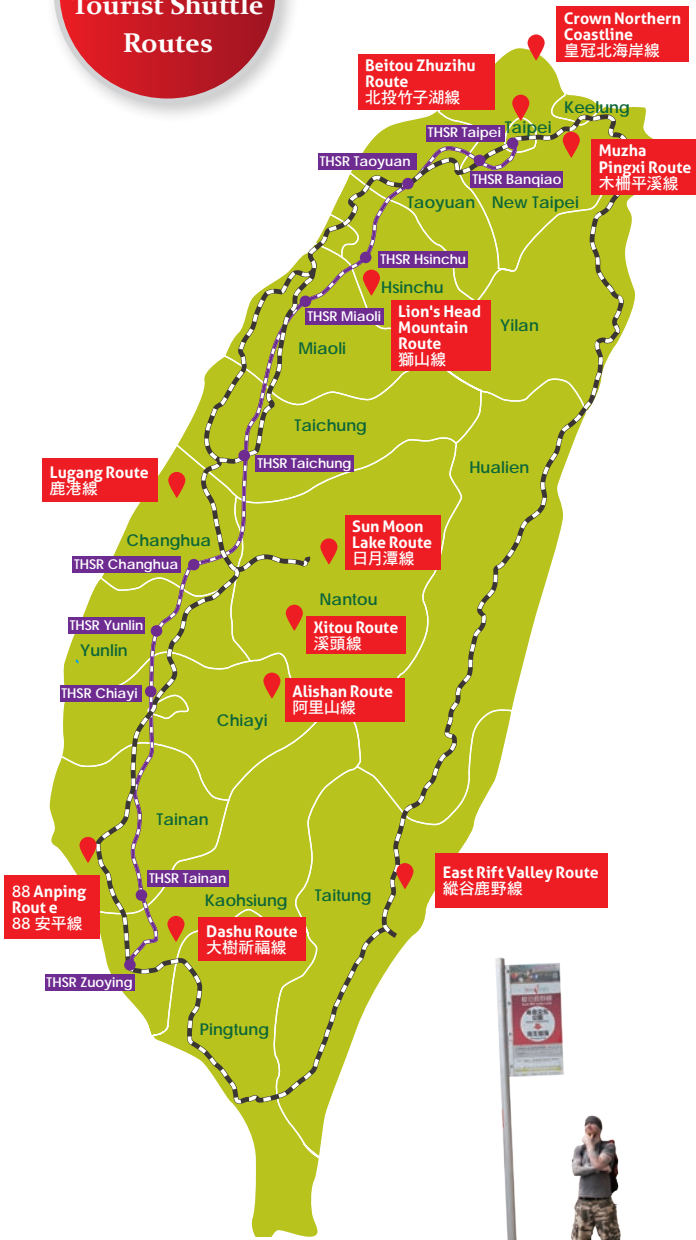 Tourist Shuttle
Routes
Crown Northern
Coastline
皇冠北海岸線
Beitou Zhuzihu
Route
北投竹子湖線
Keelung
Taipei
THSR Taipei
Muzha
Pingxi Route
木柵平溪線
THSR Taoyuan
THSR Banqiao
Taoyuan
New Taipei
THSR Hsinchu
Hsinchu
THSR Miaoli
Lion's Head
Mountain
Route
獅山線
Yilan
Miaoli
Taichung
THSR Taichung
Hualien
Lugang Route
鹿港線
Changhua
Sun Moon
Lake Route
日月潭線
THSR Changhua
Nantou
THSR Yunlin
Yunlin
Xitou Route
溪頭線
THSR Chiayi
Alishan Route
阿里山線
Chiayi
Tainan
East Rift Valley Route
縱谷鹿野線
THSR Tainan
88 Anping
Rout e
88 安平線
Kaohsiung
Taitung
Dashu Route
大樹祈福線
THSR Zuoying
Pingtung